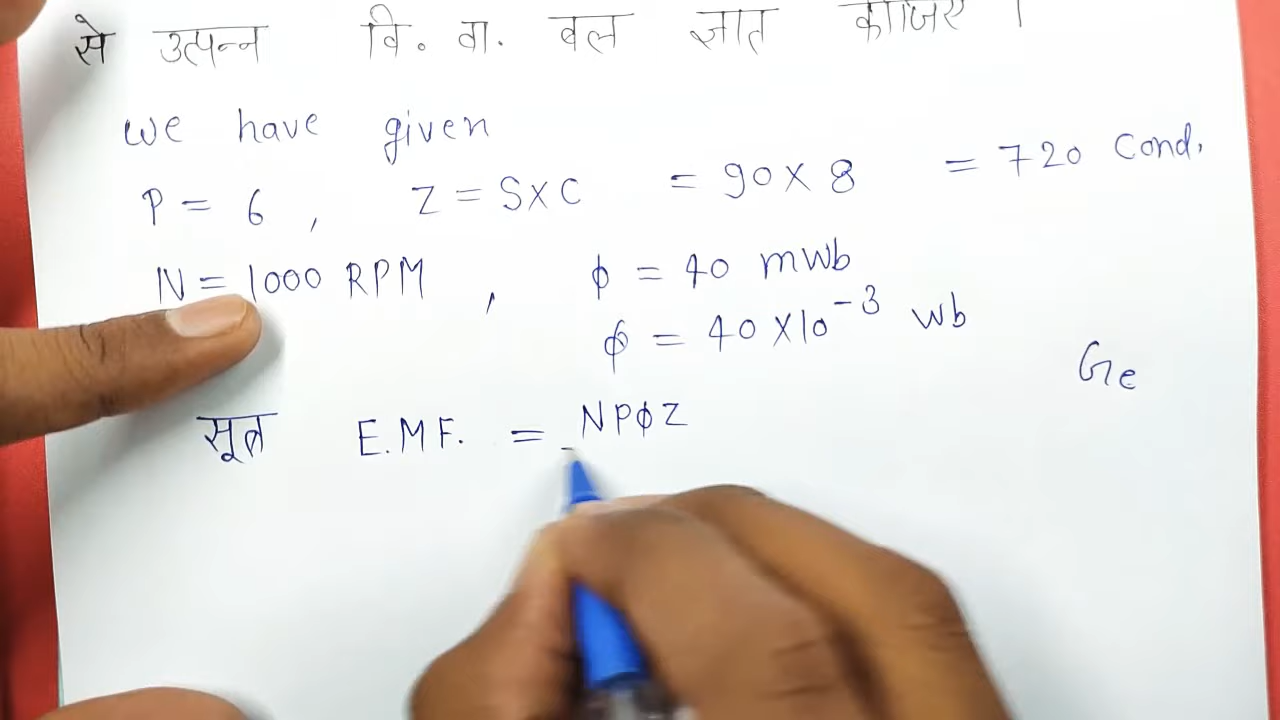 से उत्पन्न वि. वा. बल ज्ञात कीजिए ।
we have given
P = 6 , Z = S×C = 90 × 8 = 720 Cond.
N = 1000 RPM , ϕ = 40 mwb
ϕ = 40 ×10⁻³ wb
Ge
सूत्र E.M.F. = NPϕZ